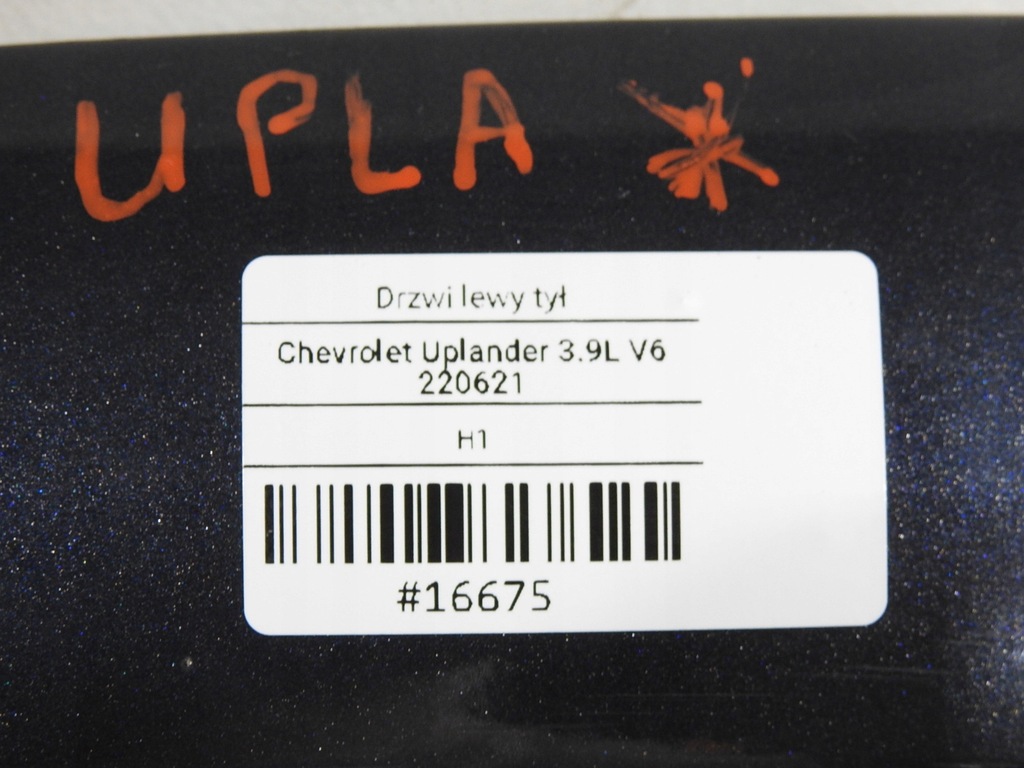 UPLA *
Drzwi lewy tył
Chevrolet Uplander 3.9L V6
220621
H1
#16675